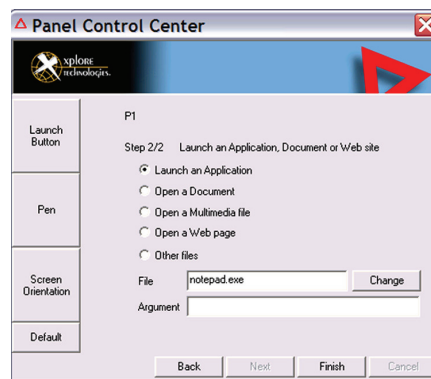 Panel Control Center
xplore
technologies.
Launch
Button
Pen
Screen
Orientation
Default
P1
Step 2/2 Launch an Application, Document or Web site
Launch an Application
Open a Document
Open a Multimedia file
Open a Web page
Other files
File notepad.exe Change
Argument
Back Next Finish Cancel